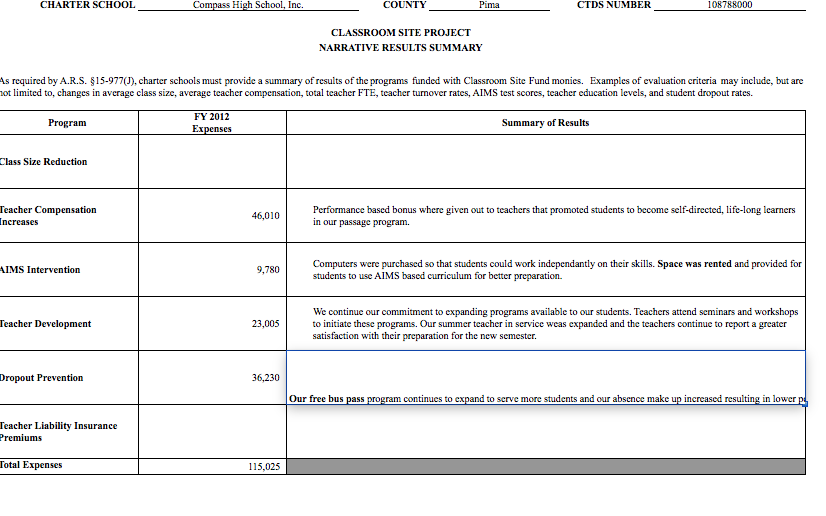 CHARTER SCHOOL Compass High School, Inc. COUNTY Pima CTDS NUMBER 108788000
CLASSROOM SITE PROJECT
NARRATIVE RESULTS SUMMARY
As required by A.R.S. §15-977(J), charter schools must provide a summary of results of the programs funded with Classroom Site Fund monies. Examples of evaluation criteria may include, but are
not limited to, changes in average class size, average teacher compensation, total teacher FTE, teacher turnover rates, AIMS test scores, teacher education levels, and student dropout rates.
Program
FY 2012
Expenses
Summary of Results
Class Size Reduction
Teacher Compensation
Increases
46,010
Performance based bonus where given out to teachers that promoted students to become self-directed, life-long learners
in our passage program.
AIMS Intervention
9,780
Computers were purchased so that students could work independantly on their skills. Space was rented and provided for
students to use AIMS based curriculum for better preparation.
Teacher Development
23,005
We continue our commitment to expanding programs available to our students. Teachers attend seminars and workshops
to initiate these programs. Our summer teacher in service weas expanded and the teachers continue to report a greater
satisfaction with their preparation for the new semester.
Dropout Prevention
36,230
Our free bus pass program continues to expand to serve more students and our absence make up increased resulting in lower
Teacher Liability Insurance
Premiums
Total Expenses
115,025